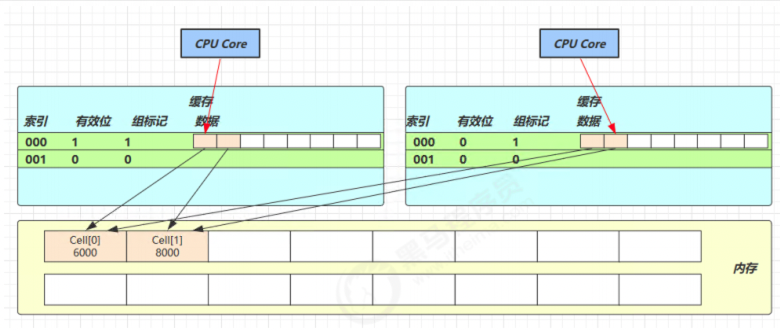 CPU Core
CPU Core
缓存
索引 有效位 组标记 数据
000 1 1
001 0 0
缓存
索引 有效位 组标记 数据
000 0 1
001 0 0
Cell[0] Cell[1]
6000 8000
内存
黑马程序员